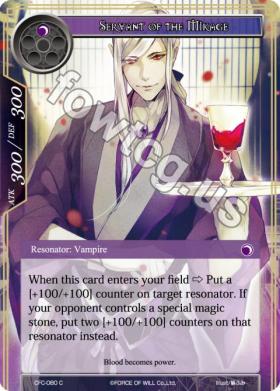 Servant of the Mikage
ATK 300 / DEF 300
fowtcg.us
Resonator: Vampire
When this card enters your field ⇨ Put a
[+100/+100] counter on target resonator. If
your opponent controls a special magic
stone, put two [+100/+100] counters on that
resonator instead.
Blood becomes power.
CFC-080 C
©FORCE OF WILL Co.,Ltd.
Illust/